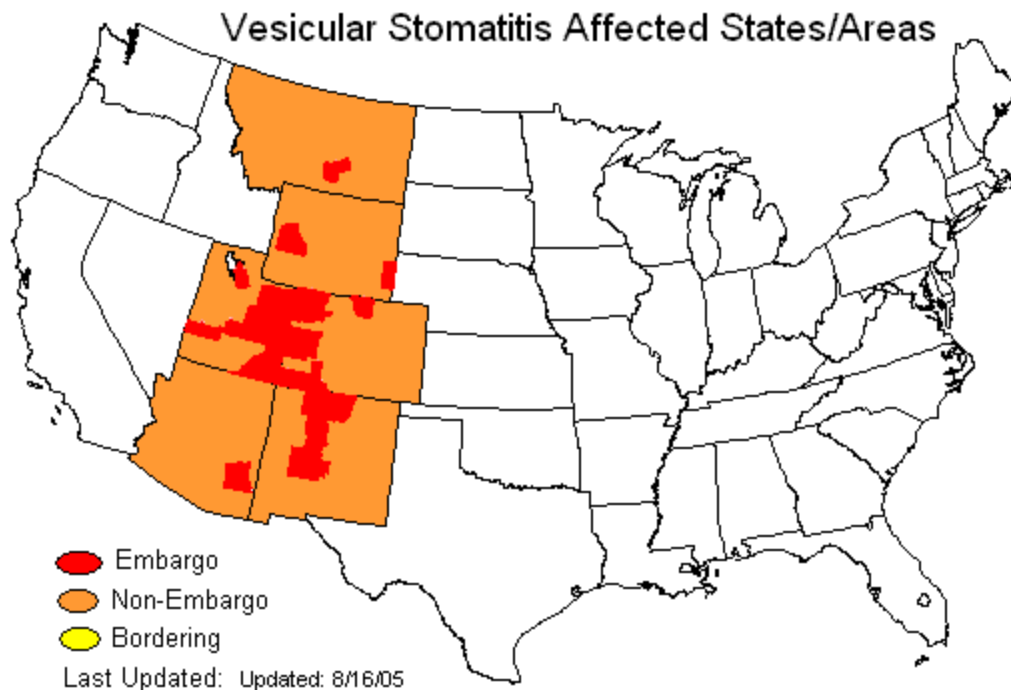 Vesicular Stomatitis Affected States/Areas
Embargo
Non-Embargo
Bordering
Last Updated: Updated: 8/16/05